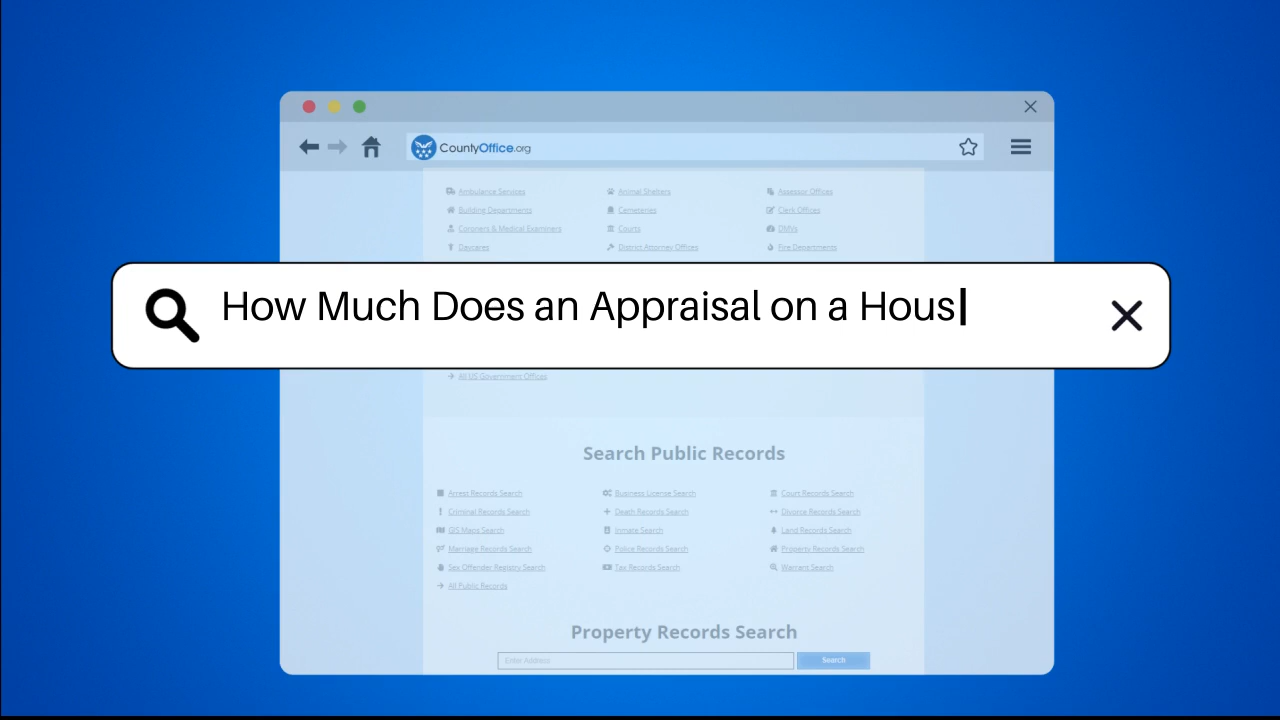 CountyOffice.org
Ambulance Services Animal Shelters Assessor Offices
Building Departments Cemeteries Clerk Offices
Coroners & Medical Examiners Courts DMVs
Daycares District Attorney Offices Fire Departments
How Much Does an Appraisal on a Hous
All US Government Offices
Search Public Records
Arrest Records Search Business License Search Court Records Search
Criminal Records Search Death Records Search Divorce Records Search
GIS Maps Search Inmate Search Land Records Search
Marriage Records Search Police Records Search Property Records Search
Sex Offender Registry Search Tax Records Search Warrant Search
All Public Records
Property Records Search
Enter Address Search